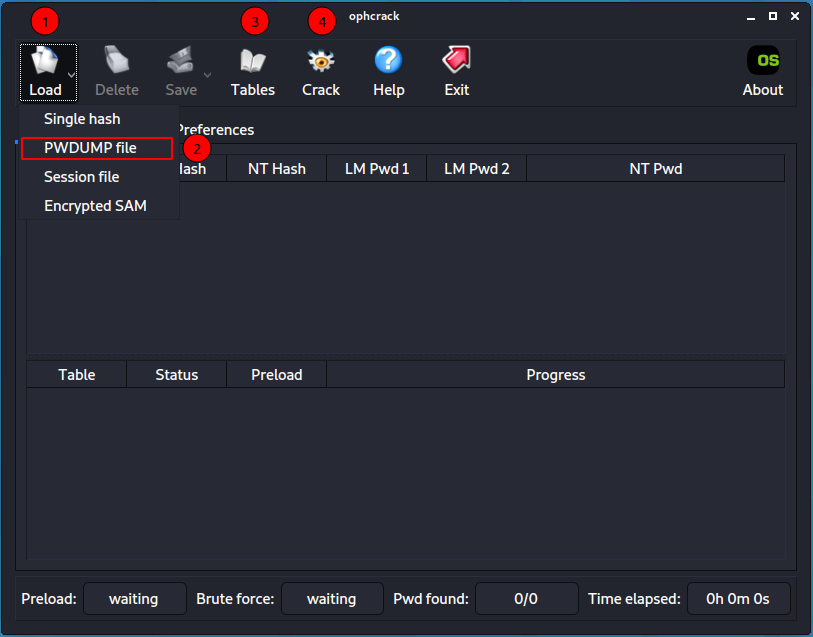 ophcrack
1 3 4
Load Delete Save Tables Crack Help Exit OS About
Single hash
Preferences
PWDUMP file 2
Hash NT Hash LM Pwd 1 LM Pwd 2 NT Pwd
Session file
Encrypted SAM
Table Status Preload Progress
Preload: waiting Brute force: waiting Pwd found: 0/0 Time elapsed: 0h 0m 0s